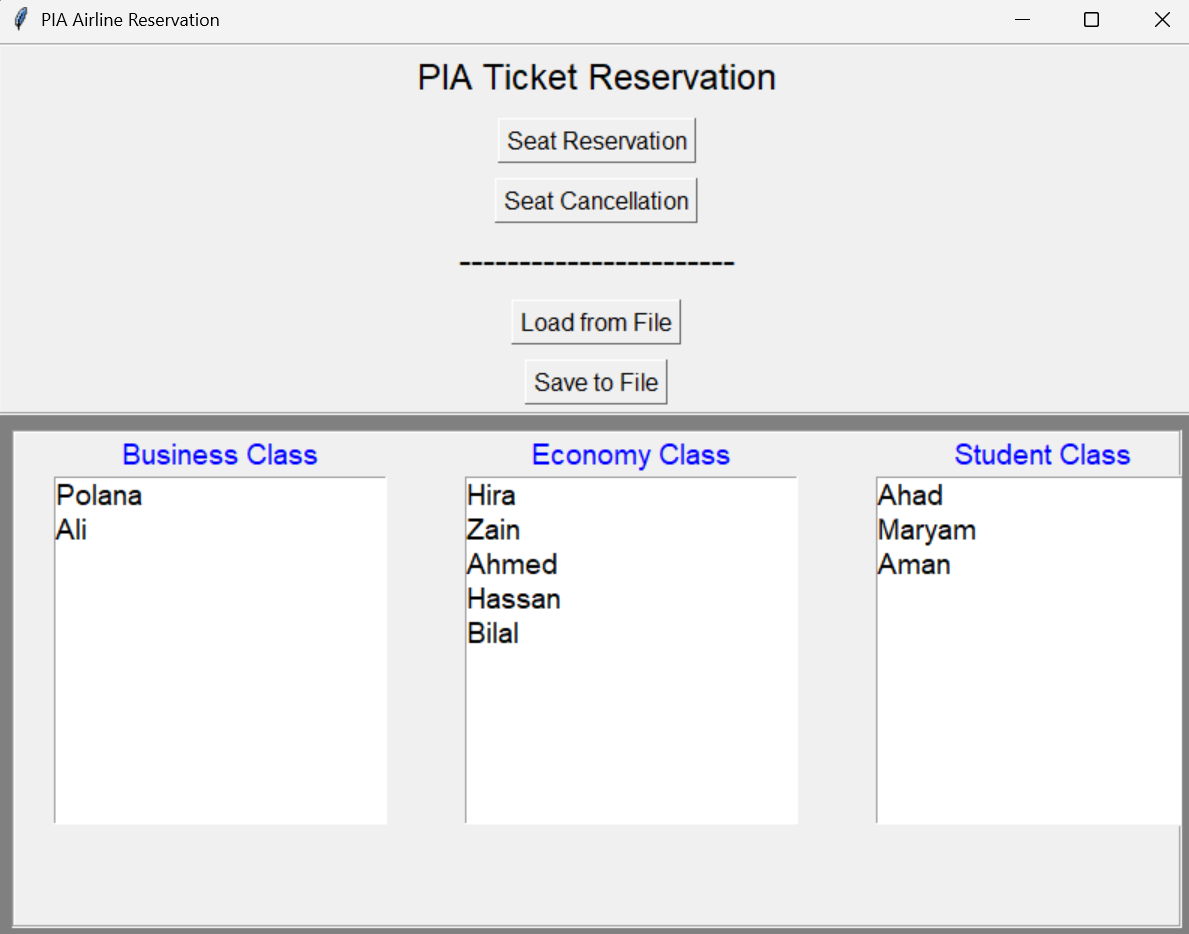 PIA Airline Reservation
PIA Ticket Reservation
Seat Reservation
Seat Cancellation
-----------------------
Load from File
Save to File
Business Class
Polana
Ali
Economy Class
Hira
Zain
Ahmed
Hassan
Bilal
Student Class
Ahad
Maryam
Aman